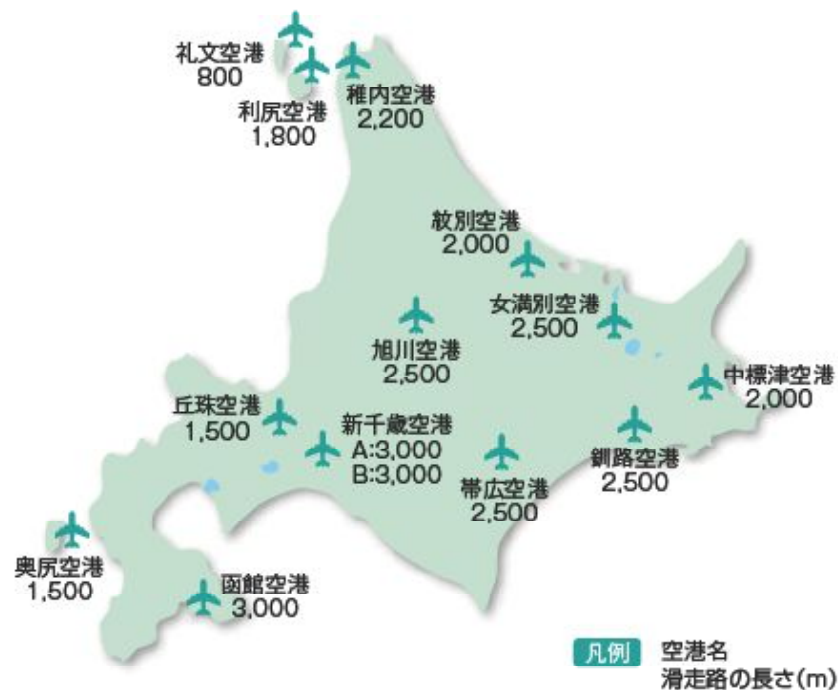 礼文空港
800
利尻空港
1,800
稚内空港
2,200
紋別空港
2,000
女満別空港
2,500
旭川空港
2,500
中標津空港
2,000
丘珠空港
1,500
新千歳空港
A:3,000
B:3,000
釧路空港
2,500
帯広空港
2,500
奥尻空港
1,500
函館空港
3,000
凡例 空港名
滑走路の長さ(m)